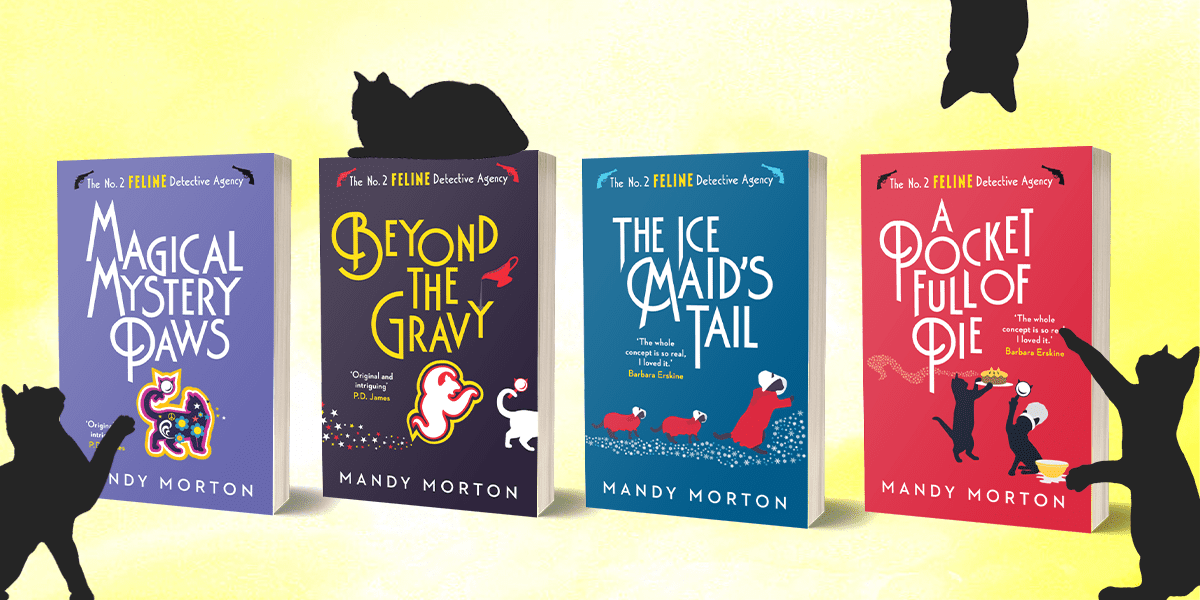 The No. 2 FELINE Detective Agency
MAGICAL
MYSTERY
PAWS
P.D. James
MANDY MORTON
The No. 2 FELINE Detective Agency
BEYOND
THE
GRAVY
'Original and
intriguing'
P.D. James
MANDY MORTON
The No. 2 FELINE Detective Agency
THE ICE
MAID'S
TAIL
'The whole
concept is so real,
I loved it.'
Barbara Erskine
MANDY MORTON
The No. 2 FELINE Detective Agency
A
POCKET
FULL OF
PIE
'The whole
concept is so
I loved it.'
Barbara Erskine
MANDY MORTON